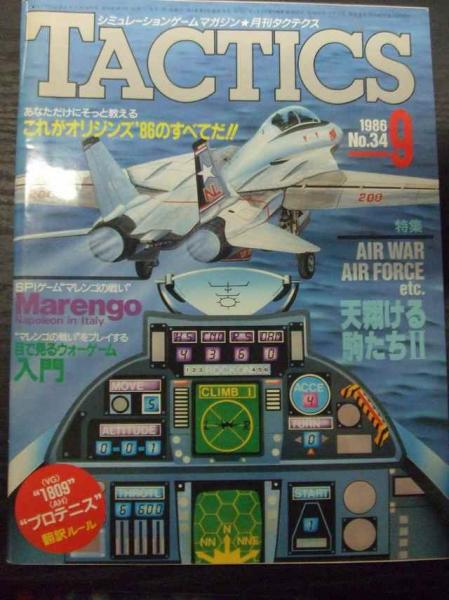 シミュレーションゲームマガジン★月刊タクテクス
TACTICS
あなただけにそっと教える
これがオリジンズ'86のすべてだ!!
1986
No.34
9
200
NL
特集
AIR WAR
AIR FORCE
etc.
天翔ける
駒たちII
SPIゲーム"マレンゴの戦い"
Marengo
Napoleon in Italy
"マレンゴの戦い"をプレイする
目で見るウォーゲーム
入門
4 3 6 0
CLIMB 1
MOVE
5
ALTITUDE
0-0-1
ACCE
4
TURN
0
THROTL
6 600
START
1
N
NN
NNE
〈VG〉
"1809"
〈AH〉
"ブロテニス"
翻訳ルール